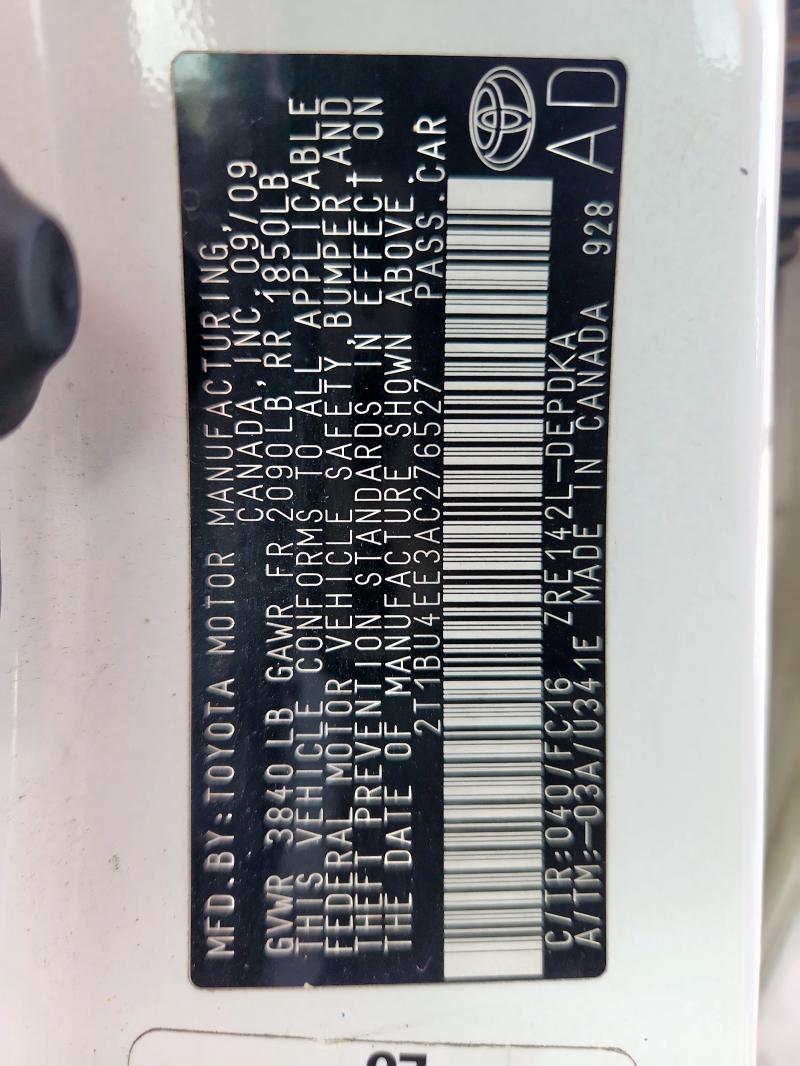 MFD.BY:TOYOTA MOTOR MANUFACTURING,
CANADA, INC. 09/09
GVWR 3840 LB GAWR FR 2090LB, RR 1850LB
THIS VEHICLE CONFORMS TO ALL APPLICABLE
FEDERAL MOTOR VEHICLE SAFETY, BUMPER, AND
THEFT PREVENTION STANDARDS IN EFFECT ON
THE DATE OF MANUFACTURE SHOWN ABOVE.
2T1BU4EE3AC276527 PASS.CAR
C/TR:040/FC16 ZRE142L-DEPDKA
A/TM:-03A/U341E MADE IN CANADA 928
AD